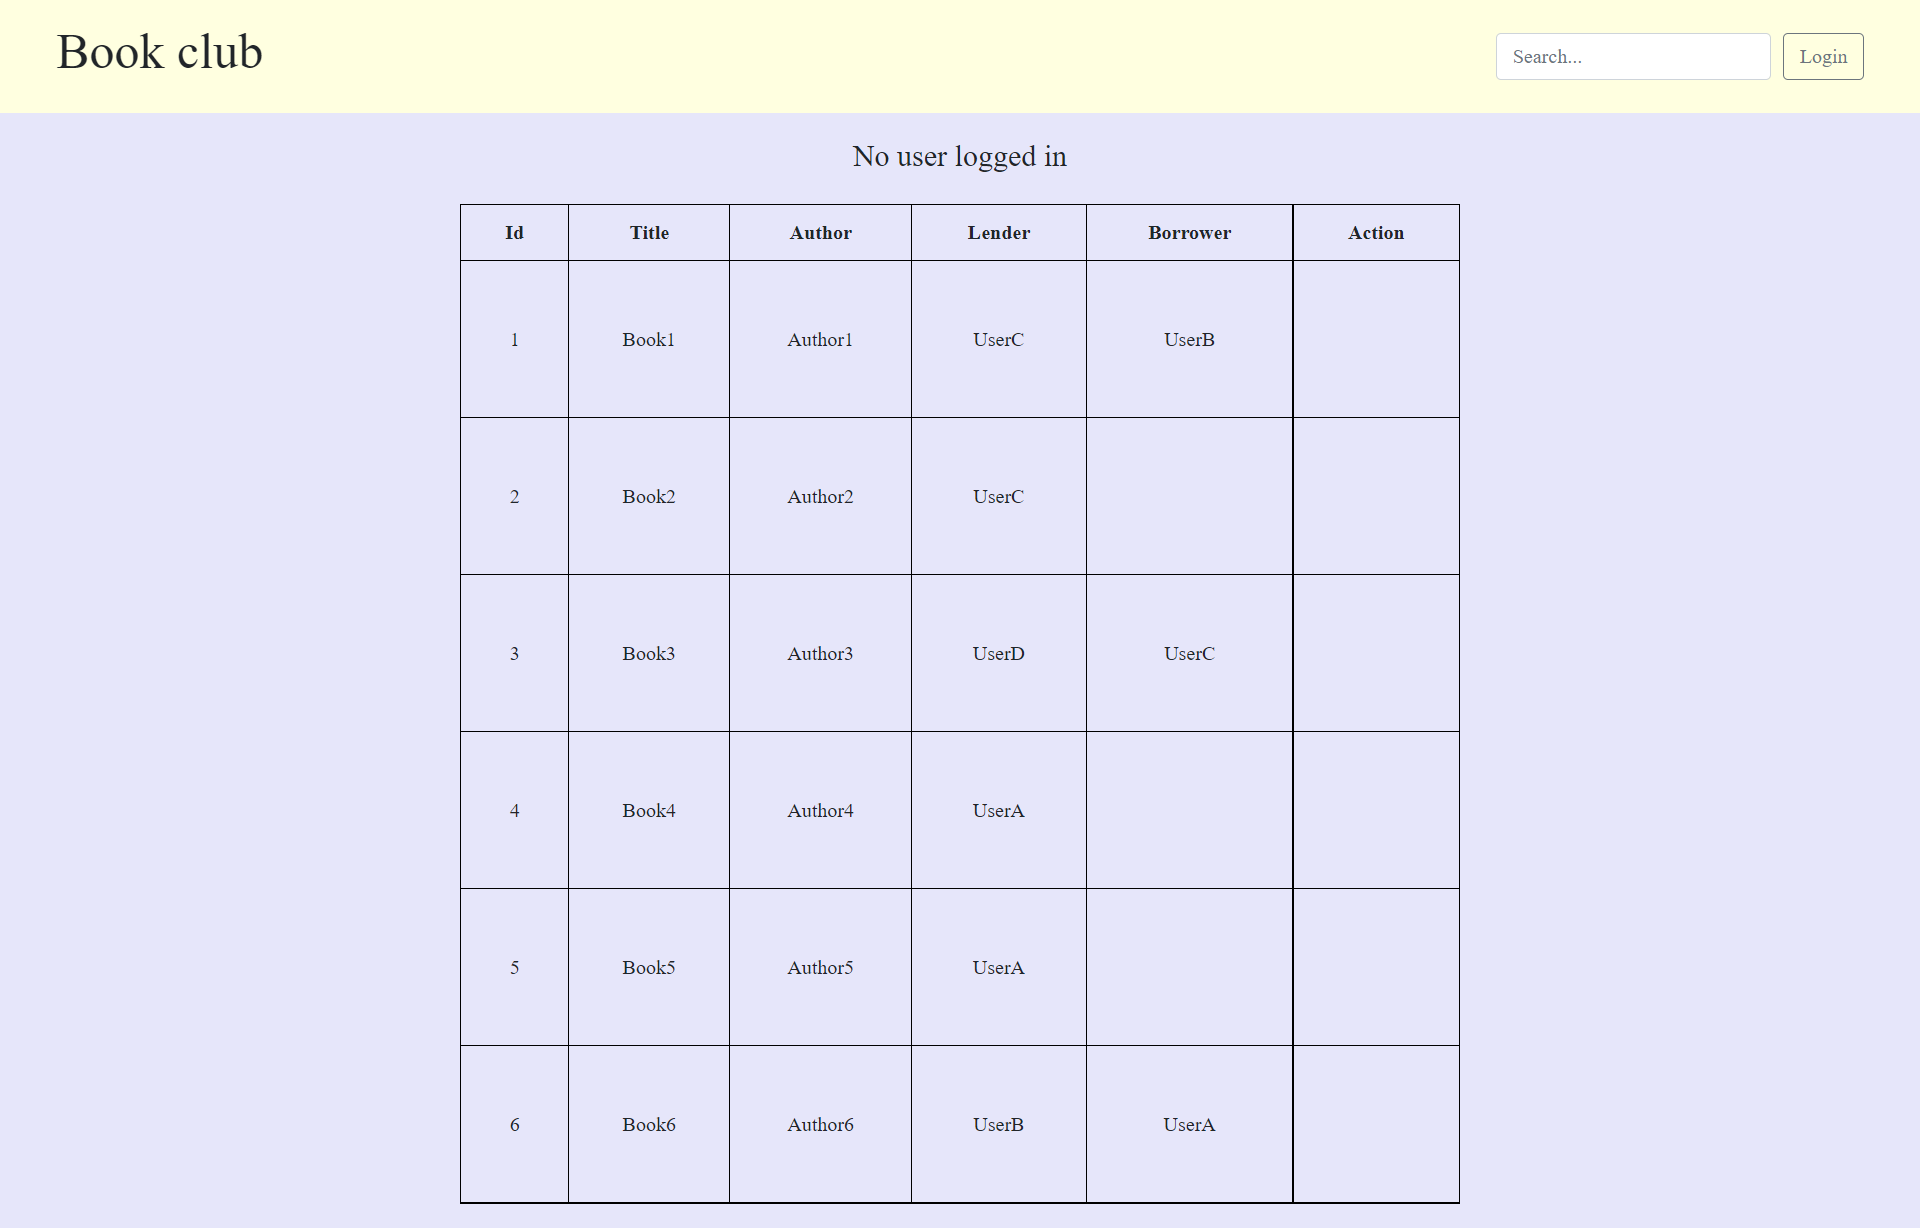 Book club
Search...
Login
No user logged in
Id Title Author Lender Borrower Action
1 Book1 Author1 UserC UserB
2 Book2 Author2 UserC
3 Book3 Author3 UserD UserC
4 Book4 Author4 UserA
5 Book5 Author5 UserA
6 Book6 Author6 UserB UserA